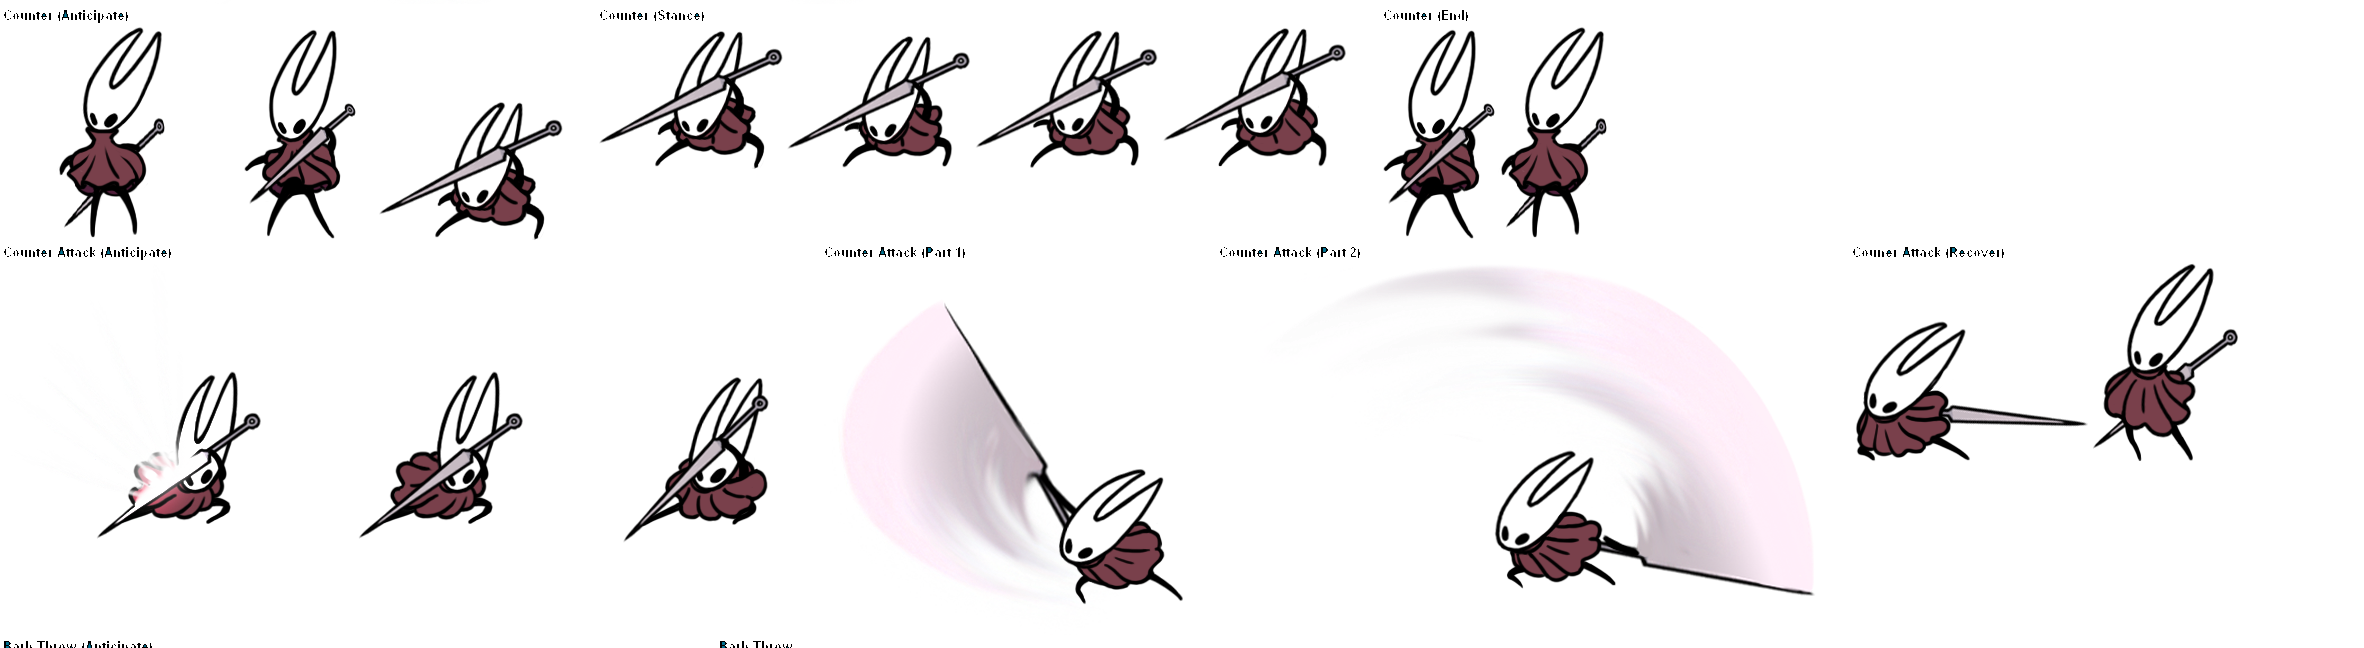 Counter (Anticipate)
Counter (Stance)
Counter (End)
Counter Attack (Anticipate)
Counter Attack (Part 1)
Counter Attack (Part 2)
Couner Attack (Recover)
Barb Throw (Anticipate)
Barb Throw